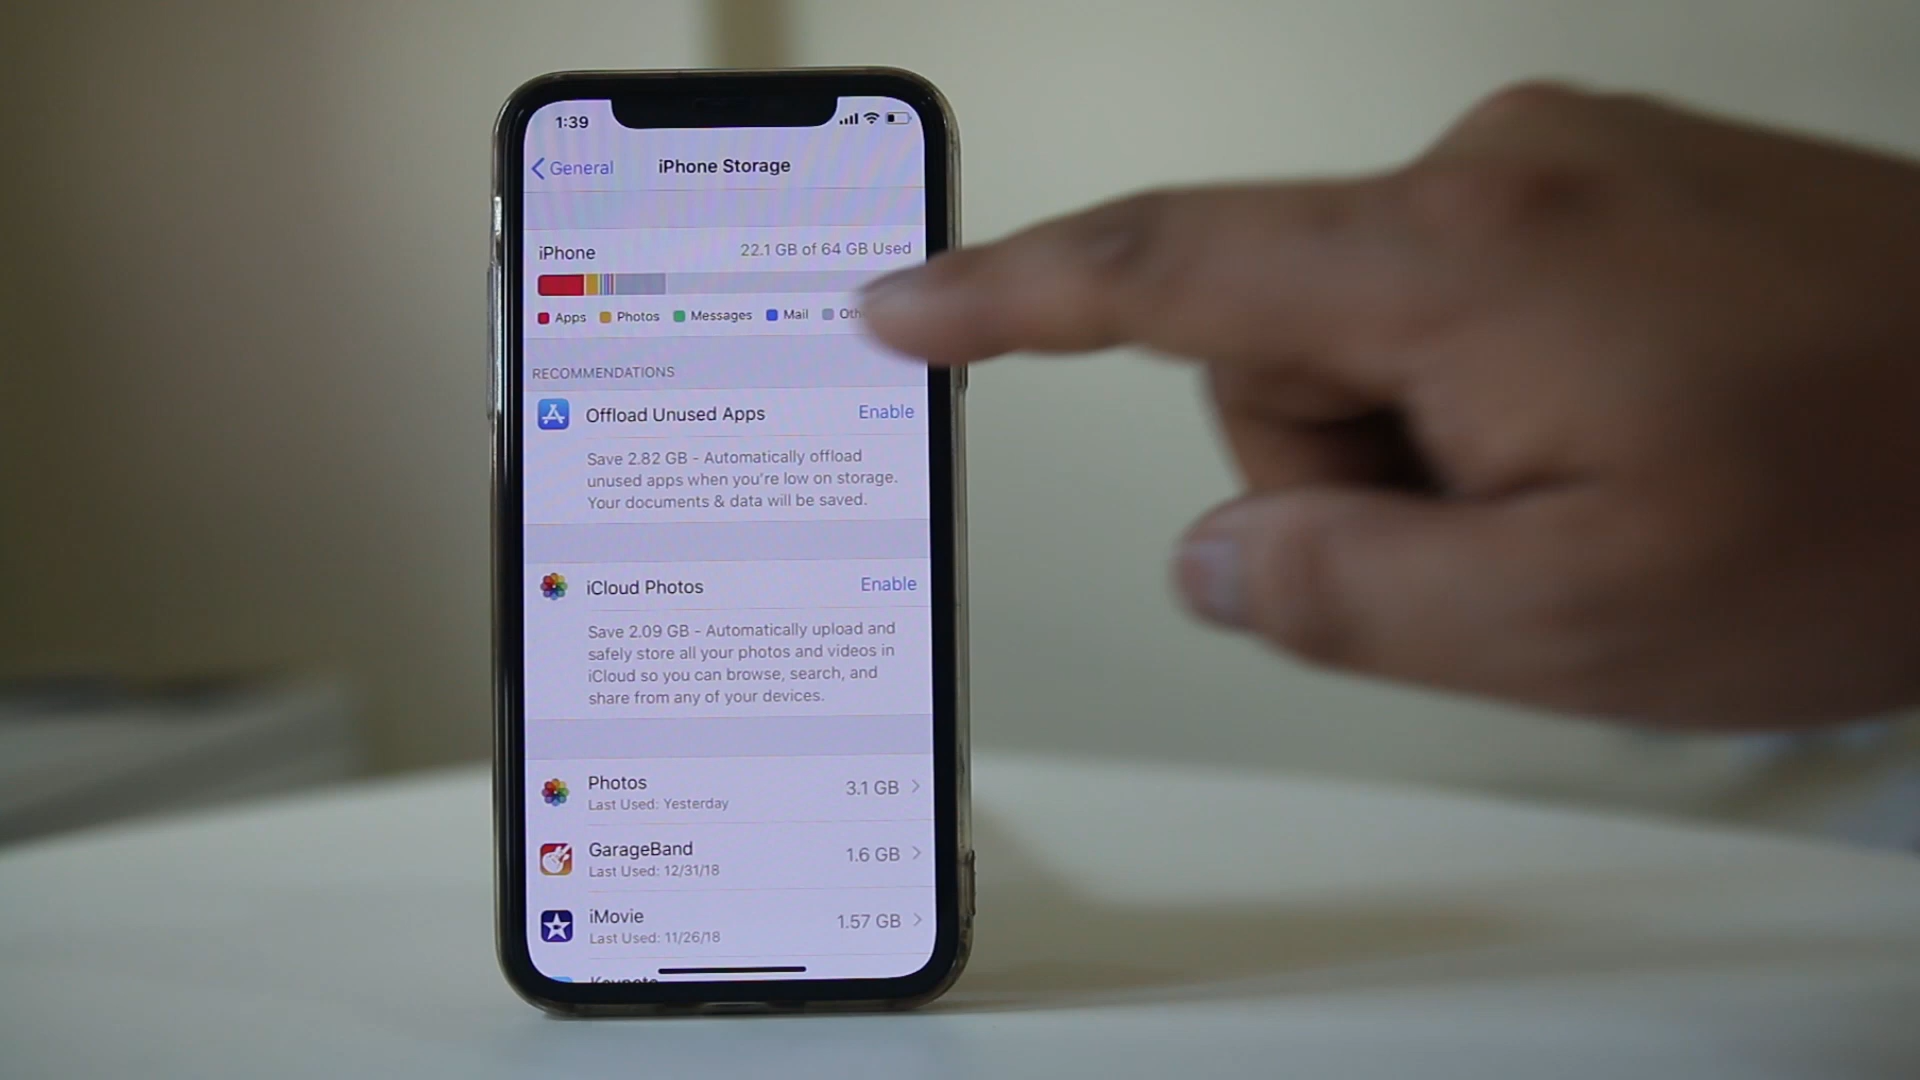 1:39
General
iPhone Storage
iPhone
22.1 GB of 64 GB Used
Apps
Photos
Messages
Mail
RECOMMENDATIONS
Offload Unused Apps
Enable
Save 2.82 GB - Automatically offload
unused apps when you're low on storage.
Your documents & data will be saved.
iCloud Photos
Enable
Save 2.09 GB - Automatically upload and
safely store all your photos and videos in
iCloud so you can browse, search, and
share from any of your devices.
Photos
3.1 GB
Last Used: Yesterday
GarageBand
1.6 GB
Last Used: 12/31/18
iMovie
1.57 GB
Last Used: 11/26/18
Keynote